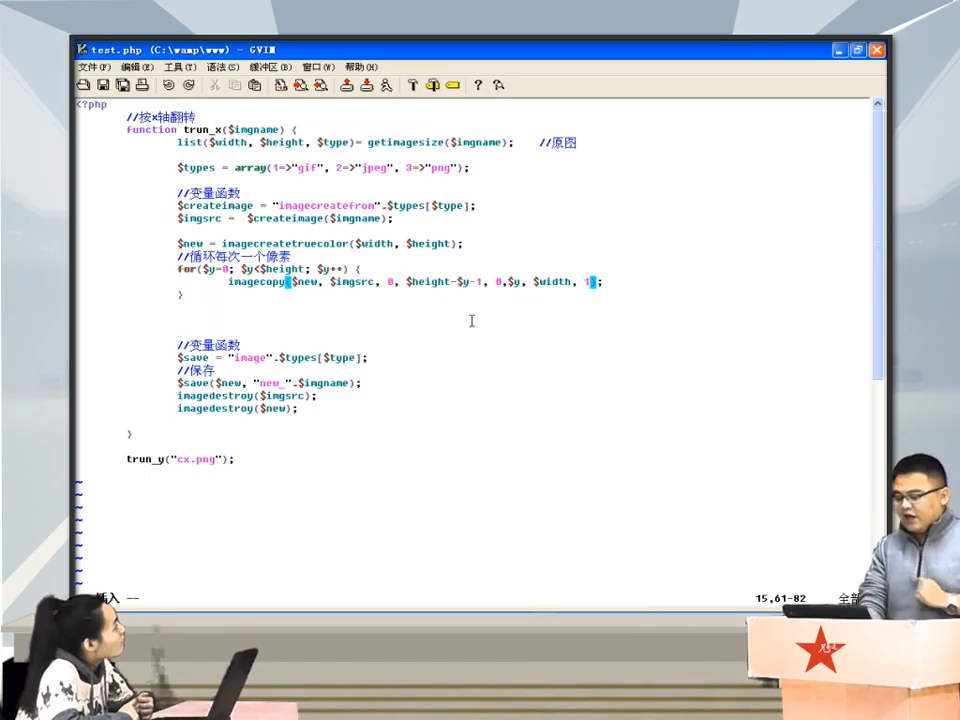 test.php (C:\wamp\www) - GVIM
文件(F) 编辑(E) 工具(T) 语法(S) 缓冲区(B) 窗口(W) 帮助(H)
<?php
//按x轴翻转
function trun_x($imgname) {
list($width, $height, $type)= getimagesize($imgname); //原图
$types = array(1=>"gif", 2=>"jpeg", 3=>"png");
//变量函数
$createimage = "imagecreatefrom".$types[$type];
$imgsrc = $createimage($imgname);
$new = imagecreatetruecolor($width, $height);
//循环每次一个像素
for($y=0; $y<$height; $y++) {
imagecopy($new, $imgsrc, 0, $height-$y-1, 0,$y, $width, 1);
}
//变量函数
$save = "image".$types[$type];
//保存
$save($new, "new_".$imgname);
imagedestroy($imgsrc);
imagedestroy($new);
}
trun_y("cx.png");
~
~
~
~
~
~
~
~
~
插入 -- 15,61-82 全部